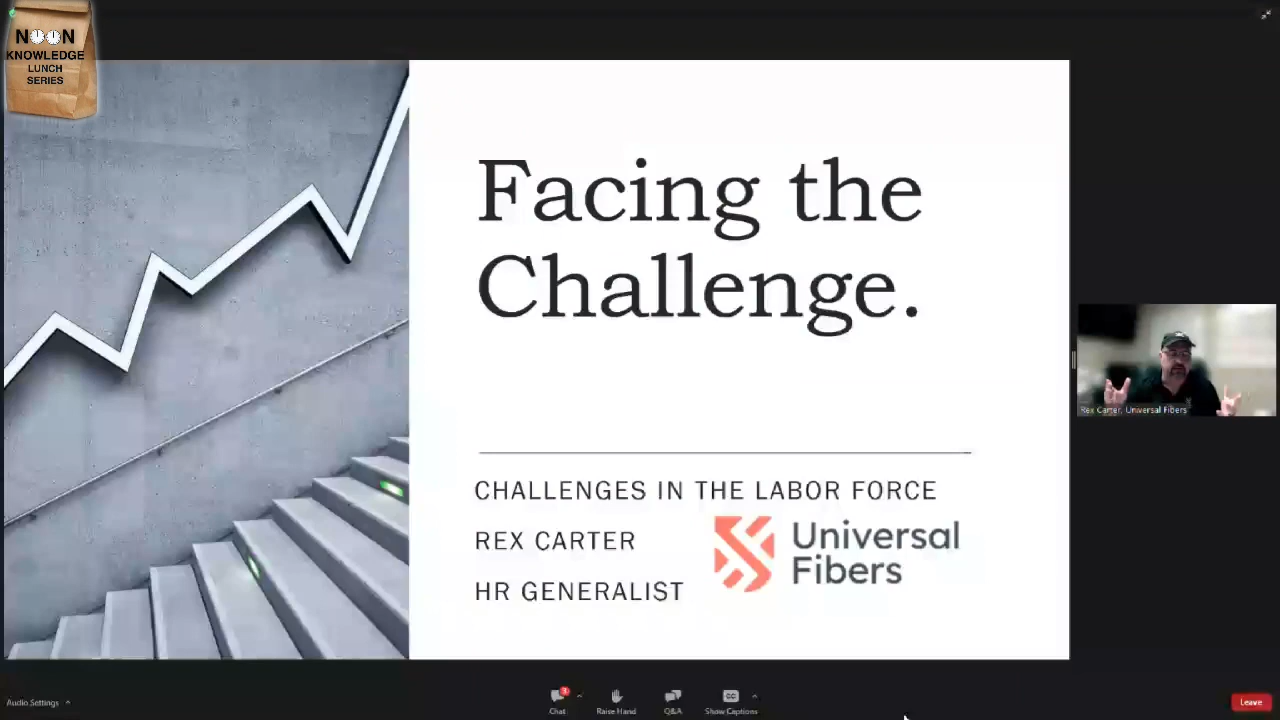 NOON
KNOWLEDGE
LUNCH
SERIES
Facing the
Challenge.
CHALLENGES IN THE LABOR FORCE
REX CARTER
HR GENERALIST
Universal
Fibers
Rex Carter, Universal Fibers
Audio Settings
Chat
Raise Hand
Q&A
Show Captions
Leave